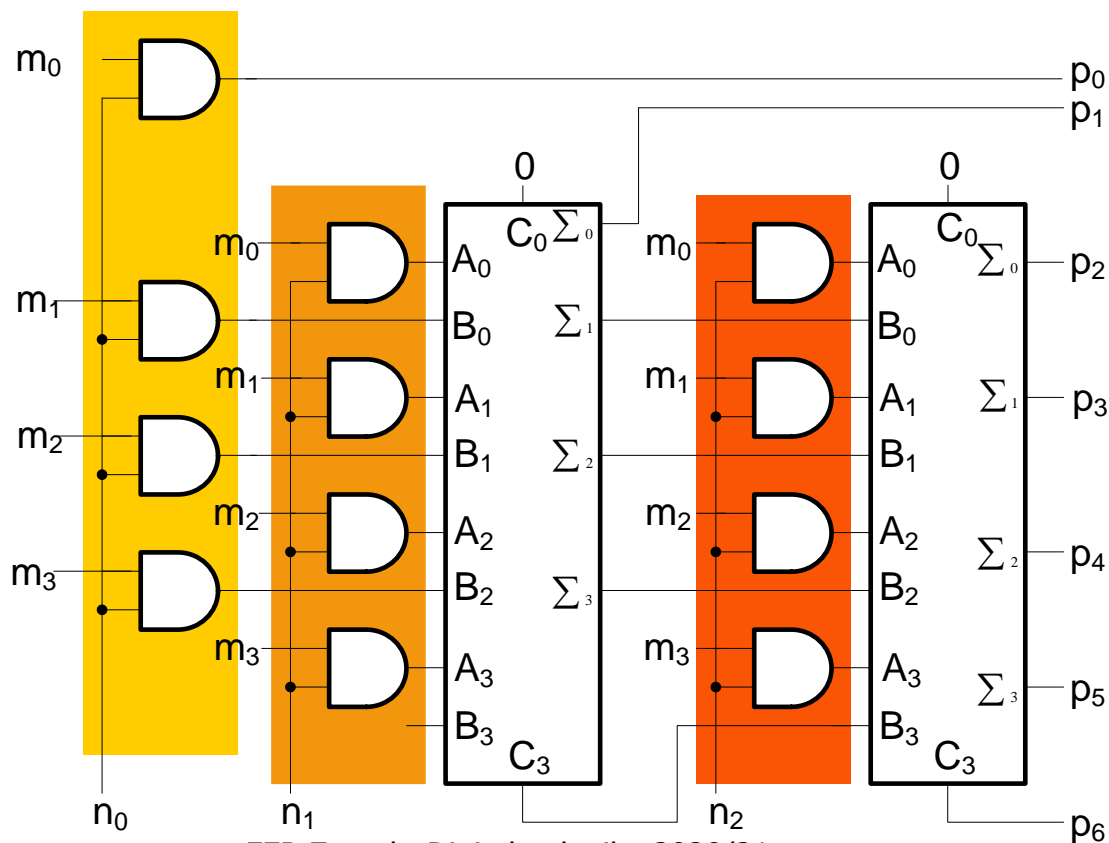 m₀
p₀
p₁
0 0
C₀ Σ₀ C₀
m₀ m₀ Σ₀ p₂
A₀ A₀
m₁ B₀ Σ₁ B₀
m₁ m₁
A₁ Σ₁ A₁ p₃
m₂ B₁ Σ₂ B₁
m₂ m₂
A₂ A₂ Σ₂ p₄
m₃ B₂ Σ₃ B₂
m₃ m₃
A₃ A₃ Σ₃ p₅
B₃ B₃
C₃ C₃
n₀ n₁ n₂ p₆